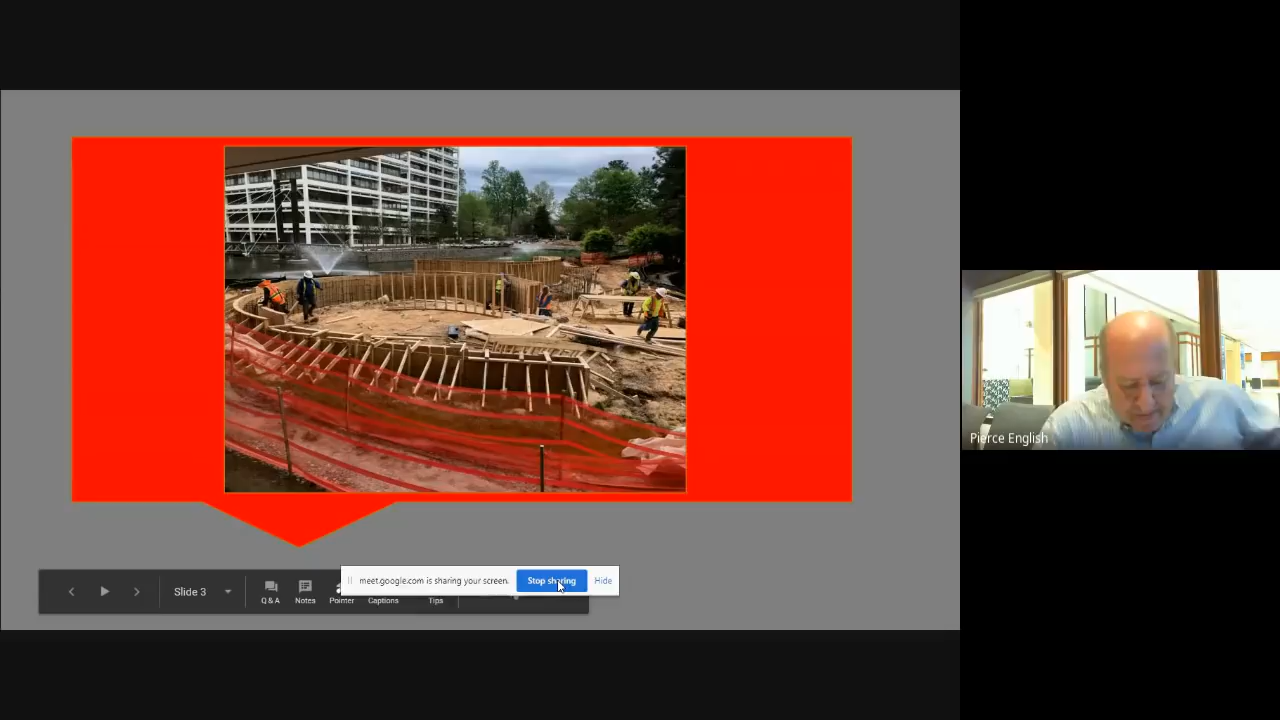 Pierce English
meet.google.com is sharing your screen.
Stop sharing
Hide
Slide 3
Q & A
Notes
Pointer
Captions
Tips